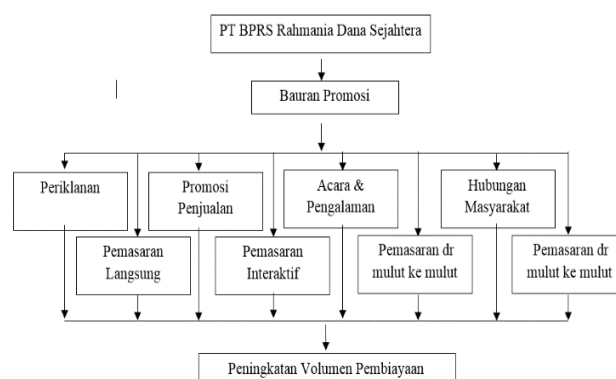 PT BPRS Rahmania Dana Sejahtera
Bauran Promosi
Periklanan
Promosi
Penjualan
Acara &
Pengalaman
Hubungan
Masyarakat
Pemasaran
Langsung
Pemasaran
Interaktif
Pemasaran dr
mulut ke mulut
Pemasaran dr
mulut ke mulut
Peningkatan Volumen Pembiayaan